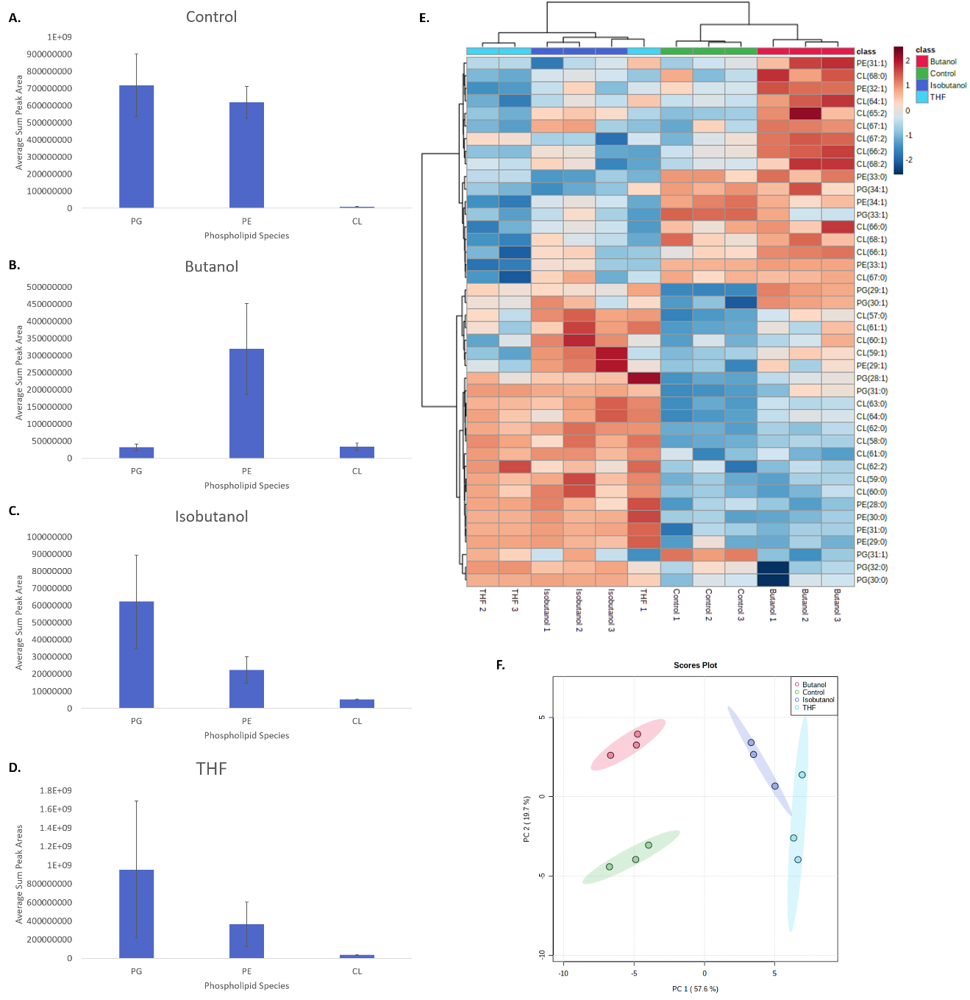 A.
Control
1E+09
900000000
800000000
700000000
600000000
500000000
400000000
300000000
200000000
100000000
0
Average Sum Peak Area
PG PE CL
Phospholipid Species
B.
Butanol
500000000
450000000
400000000
350000000
300000000
250000000
200000000
150000000
100000000
50000000
0
Average Sum Peak Area
PG PE CL
Phospholipid Species
C.
Isobutanol
100000000
90000000
80000000
70000000
60000000
50000000
40000000
30000000
20000000
10000000
0
Average Sum Peak Area
PG PE CL
Phospholipid Species
D.
THF
1.8E+09
1.6E+09
1.4E+09
1.2E+09
1E+09
800000000
600000000
400000000
200000000
0
Average Sum Peak Areas
PG PE CL
Phospholipid Species
E.
class
PE(31:1)
CL(68:0)
PE(32:1)
CL(64:1)
CL(65:2)
CL(67:1)
CL(67:2)
CL(66:2)
CL(68:2)
PE(33:0)
PG(34:1)
PE(34:1)
PG(33:1)
CL(66:0)
CL(68:1)
CL(66:1)
PE(33:1)
CL(67:0)
PG(29:1)
PG(30:1)
CL(57:0)
CL(61:1)
CL(60:1)
CL(59:1)
PE(29:1)
PG(28:1)
PG(31:0)
CL(63:0)
CL(64:0)
CL(62:0)
CL(58:0)
CL(61:0)
CL(62:2)
CL(59:0)
CL(60:0)
PE(28:0)
PE(30:0)
PE(31:0)
PE(29:0)
PG(31:1)
PG(32:0)
PG(30:0)
THF 2
THF 3
Isobutanol 1
Isobutanol 2
Isobutanol 3
THF 1
Control 1
Control 2
Control 3
Butanol 1
Butanol 2
Butanol 3
2
1
0
-1
-2
class
Butanol
Control
Isobutanol
THF
F.
Scores Plot
Butanol
Control
Isobutanol
THF
5
0
-5
-10
PC 2 ( 19.7 %)
-10 -5 0 5
PC 1 ( 57.6 %)